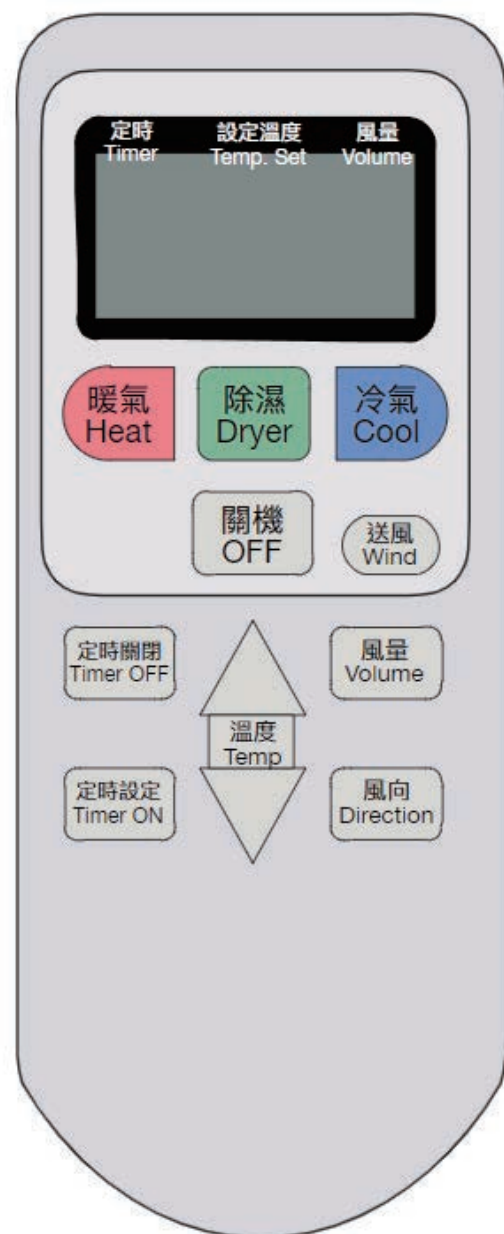 定時 設定溫度 風量
Timer Temp. Set Volume
暖氣 除濕 冷氣
Heat Dryer Cool
關機 送風
OFF Wind
定時關閉 風量
Timer OFF Volume
溫度
Temp
定時設定 風向
Timer ON Direction